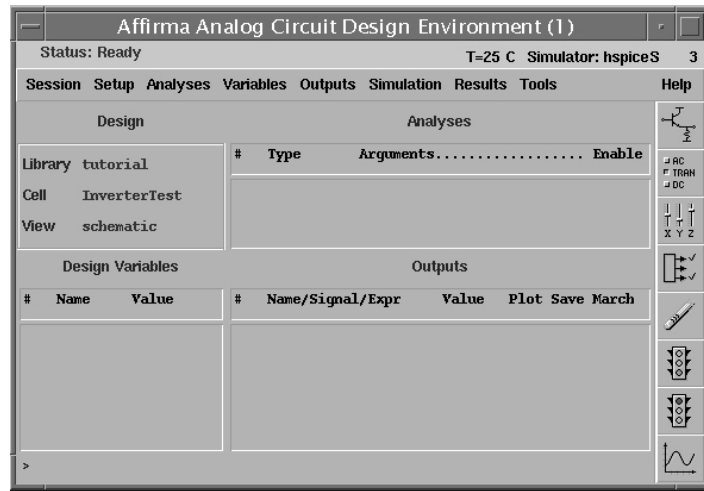 Affirma Analog Circuit Design Environment (1)
Status: Ready
T=25 C Simulator: hspiceS 3
Session Setup Analyses Variables Outputs Simulation Results Tools Help
Design
Analyses
Library tutorial
Cell InverterTest
View schematic
# Type Arguments................. Enable
AC
TRAN
DC
X Y Z
Design Variables
Outputs
# Name Value
# Name/Signal/Expr Value Plot Save March
>